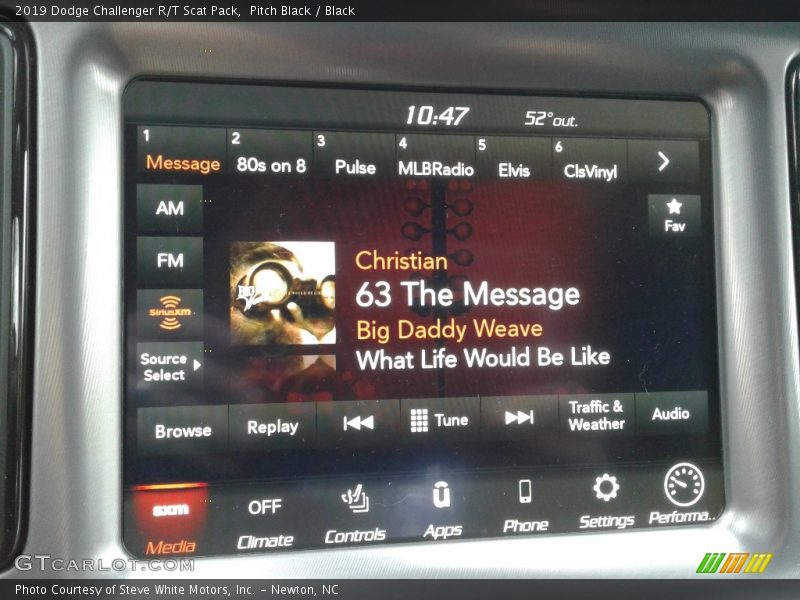 2019 Dodge Challenger R/T Scat Pack, Pitch Black / Black
10:47 52°out.
1 2 3 4 5 6
Message 80s on 8 Pulse MLBRadio Elvis ClsVinyl
AM
Fav
FM
Christian
63 The Message
SiriusXM
Big Daddy Weave
Source
Select
What Life Would Be Like
Browse Replay Tune Traffic &
Weather Audio
sxm OFF
Media Climate Controls Apps Phone Settings Performa..
GTCARLOT.COM
Photo Courtesy of Steve White Motors, Inc. – Newton, NC